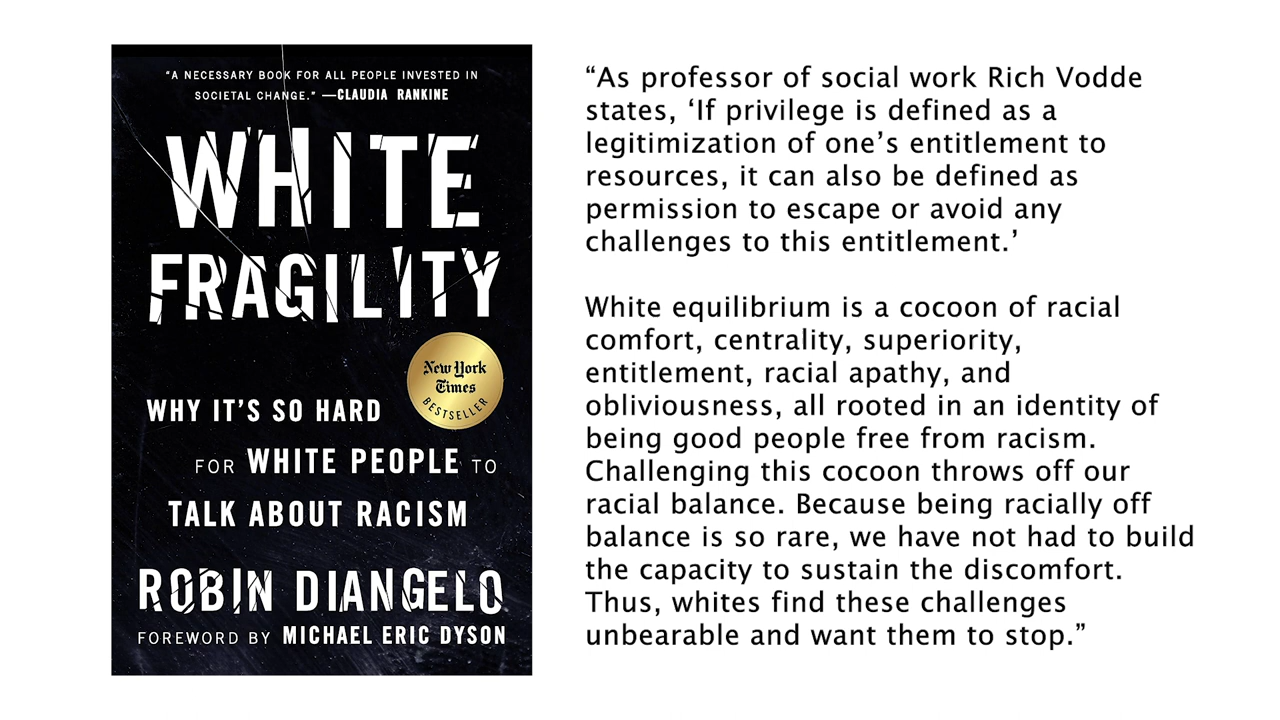 “A NECESSARY BOOK FOR ALL PEOPLE INVESTED IN
SOCIETAL CHANGE.” —CLAUDIA RANKINE
WHITE
FRAGILITY
New York
Times
BESTSELLER
WHY IT’S SO HARD
FOR WHITE PEOPLE TO
TALK ABOUT RACISM
ROBIN DIANGELO
FOREWORD BY MICHAEL ERIC DYSON
“As professor of social work Rich Vodde
states, ‘If privilege is defined as a
legitimization of one’s entitlement to
resources, it can also be defined as
permission to escape or avoid any
challenges to this entitlement.’
White equilibrium is a cocoon of racial
comfort, centrality, superiority,
entitlement, racial apathy, and
obliviousness, all rooted in an identity of
being good people free from racism.
Challenging this cocoon throws off our
racial balance. Because being racially off
balance is so rare, we have not had to build
the capacity to sustain the discomfort.
Thus, whites find these challenges
unbearable and want them to stop.”